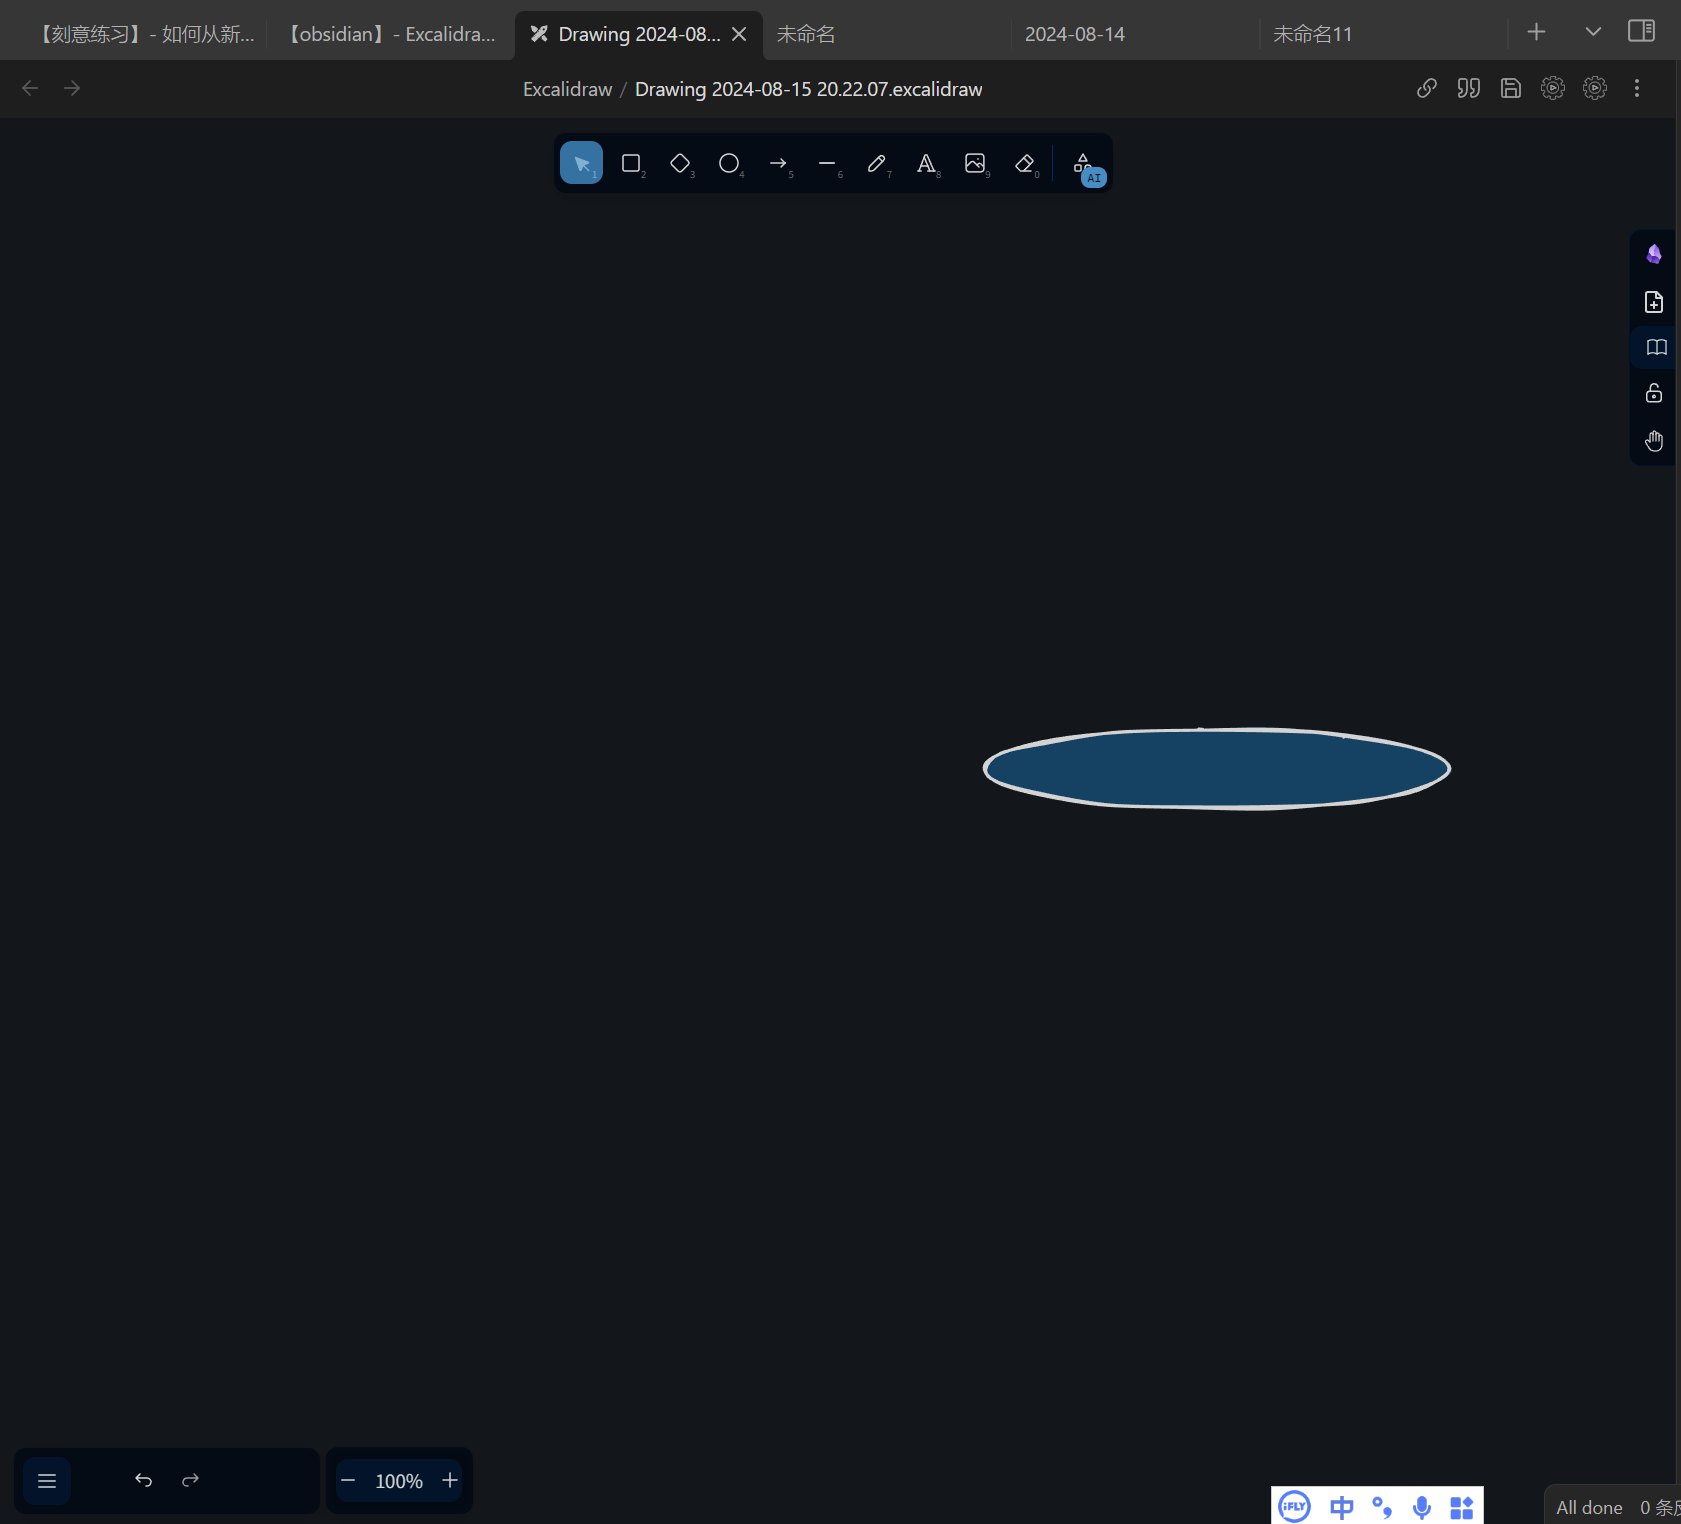 【刻意练习】- 如何从新...
【obsidian】- Excalidra...
Drawing 2024-08...
未命名
2024-08-14
未命名11
Excalidraw / Drawing 2024-08-15 20.22.07.excalidraw
1 2 3 4 5 6 7 8 9 0 AI
100%
iFLY 中
All done 0 条